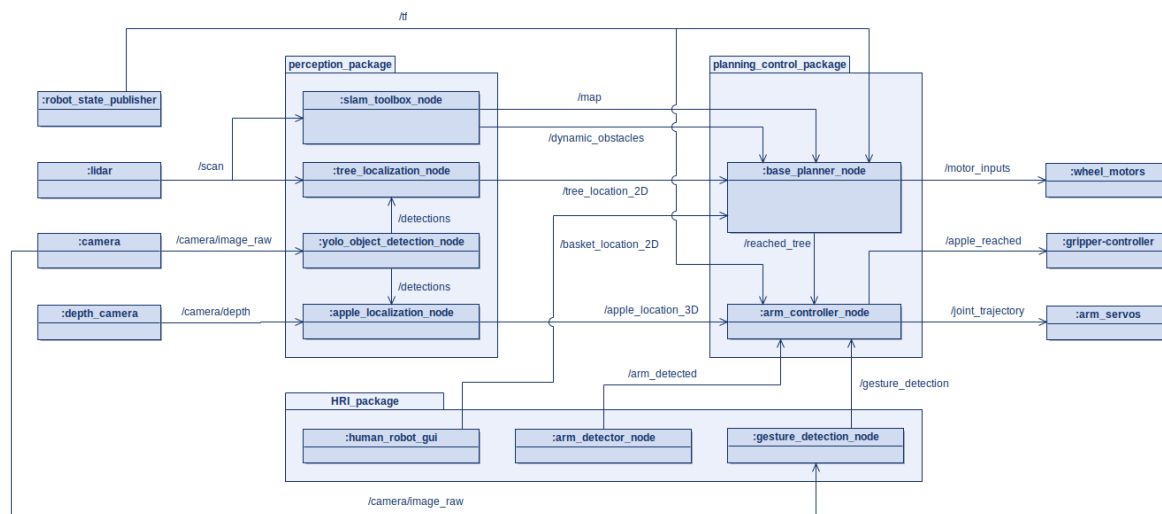 /tf
perception_package
planning_control_package
:robot_state_publisher
:slam_toolbox_node
/map
/dynamic_obstacles
:lidar
/scan
:tree_localization_node
/tree_location_2D
:base_planner_node
/motor_inputs
:wheel_motors
/detections
:camera
/camera/image_raw
:yolo_object_detection_node
/basket_location_2D
/reached_tree
/apple_reached
:gripper-controller
/detections
:depth_camera
/camera/depth
:apple_localization_node
/apple_location_3D
:arm_controller_node
/joint_trajectory
:arm_servos
/arm_detected
/gesture_detection
HRI_package
:human_robot_gui
:arm_detector_node
:gesture_detection_node
/camera/image_raw